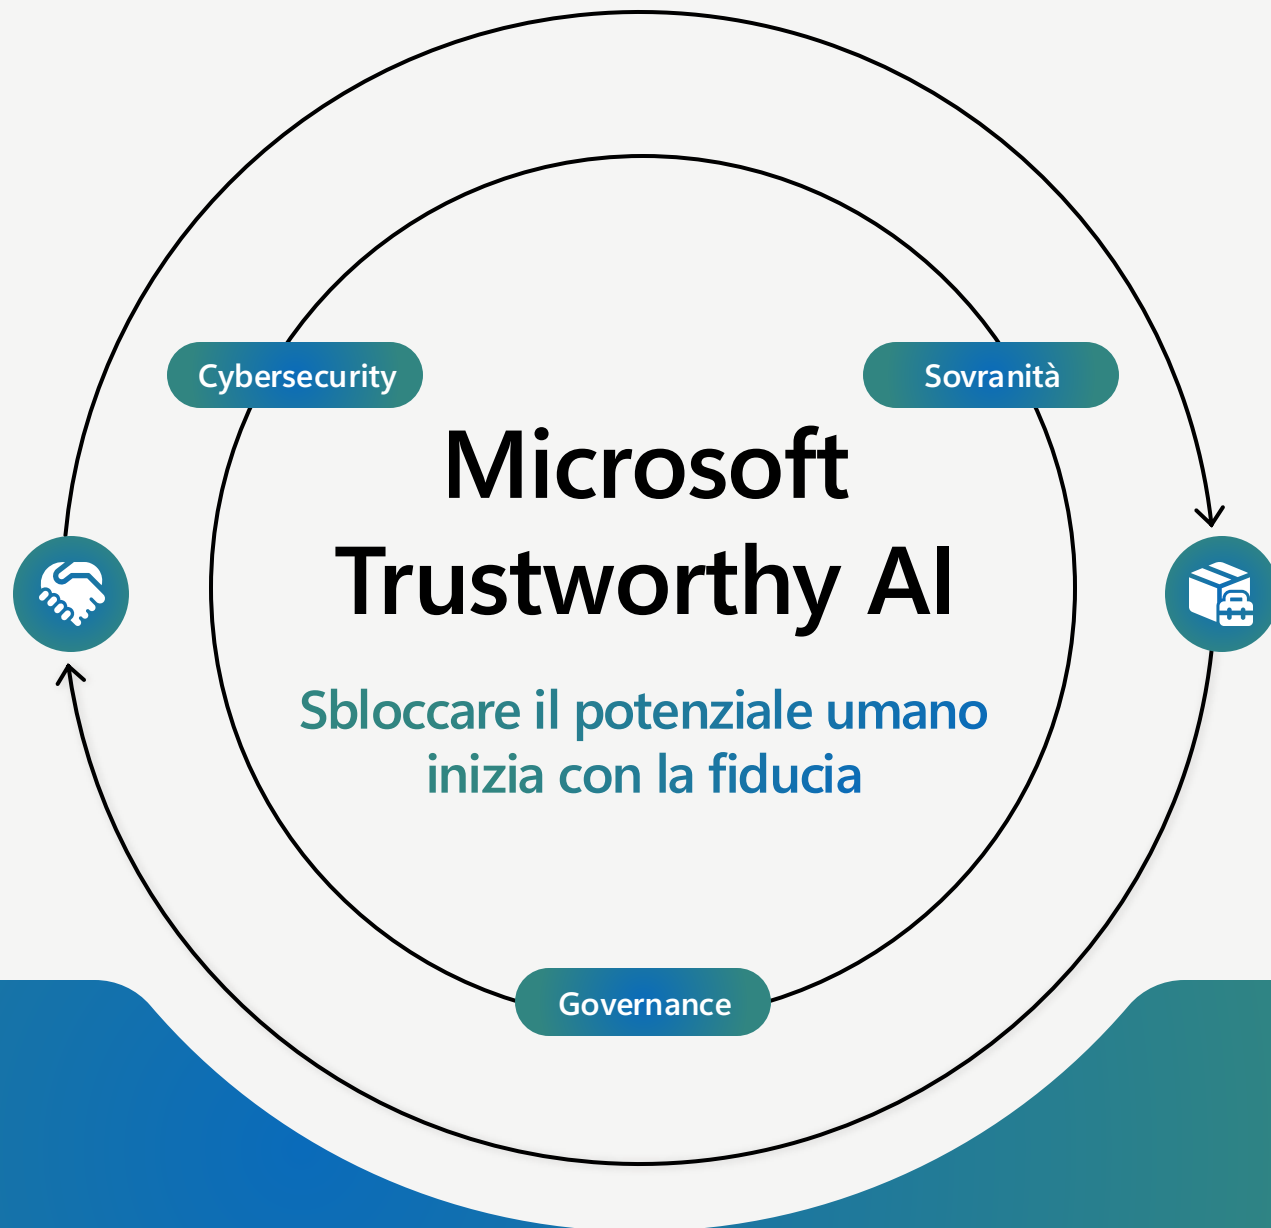 Cybersecurity
Sovranità
Microsoft
Trustworthy AI
Sbloccare il potenziale umano
inizia con la fiducia
Governance